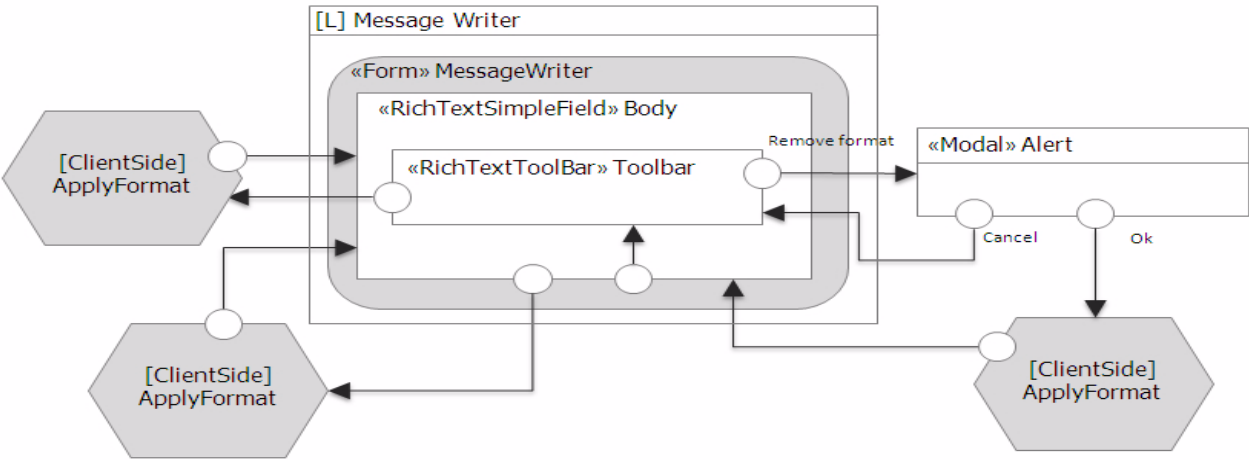 [L] Message Writer
«Form» MessageWriter
«RichTextSimpleField» Body
«RichTextToolBar» Toolbar
Remove format
«Modal» Alert
Cancel
Ok
[ClientSide]
ApplyFormat
[ClientSide]
ApplyFormat
[ClientSide]
ApplyFormat